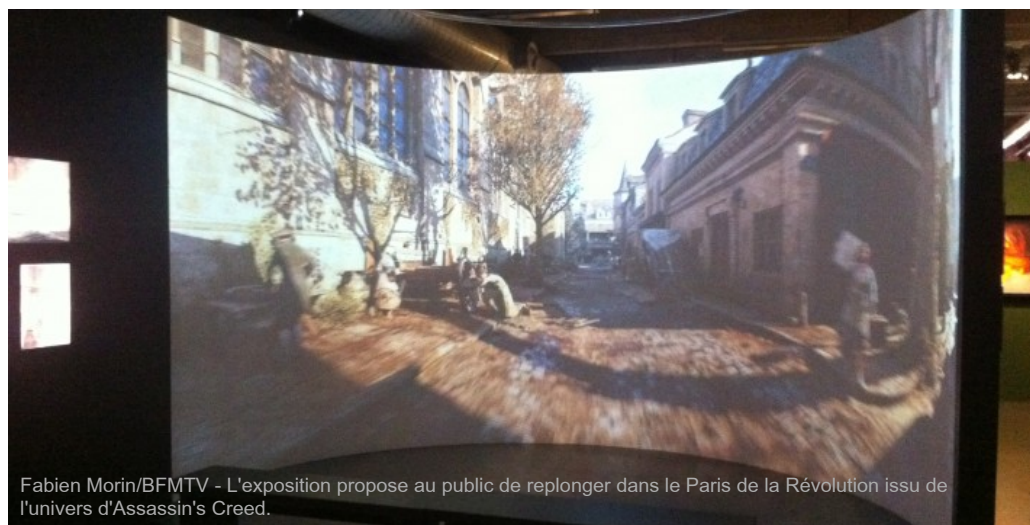 Fabien Morin/BFMTV - L'exposition propose au public de replonger dans le Paris de la Révolution issu de
l'univers d'Assassin's Creed.